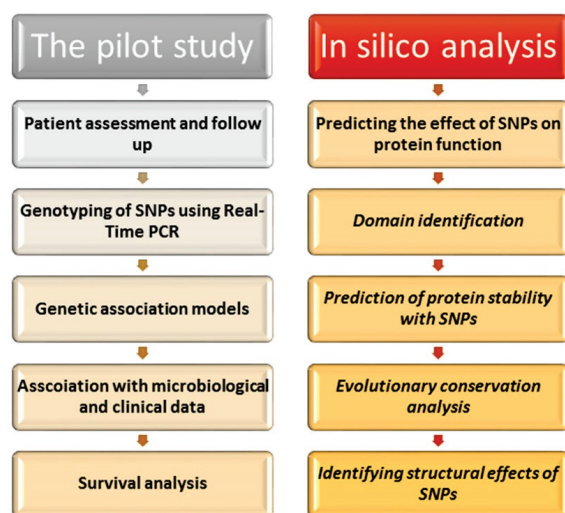 The pilot study
Patient assessment and follow
up
Genotyping of SNPs using Real-
Time PCR
Genetic association models
Asscoiation with microbiological
and clinical data
Survival analysis
In silico analysis
Predicting the effect of SNPs on
protein function
Domain identification
Prediction of protein stability
with SNPs
Evolutionary conservation
analysis
Identifying structural effects of
SNPs